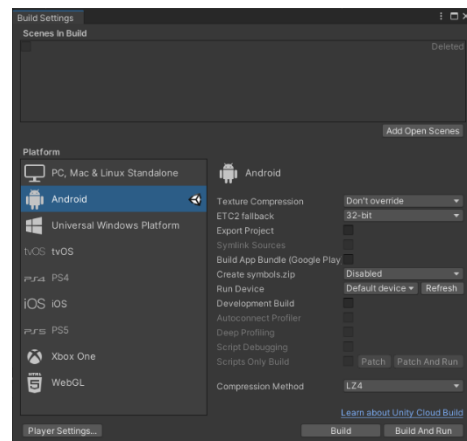 Build Settings
Scenes In Build
Deleted
Add Open Scenes
Platform
PC, Mac & Linux Standalone
Android
Universal Windows Platform
tvOS tvOS
PS4 PS4
iOS iOS
PS5 PS5
Xbox One
HTML 5 WebGL
Android
Texture Compression Don't override
ETC2 fallback 32-bit
Export Project
Symlink Sources
Build App Bundle (Google Play
Create symbols.zip Disabled
Run Device Default device Refresh
Development Build
Autoconnect Profiler
Deep Profiling
Script Debugging
Scripts Only Build Patch Patch And Run
Compression Method LZ4
Learn about Unity Cloud Build
Player Settings... Build Build And Run